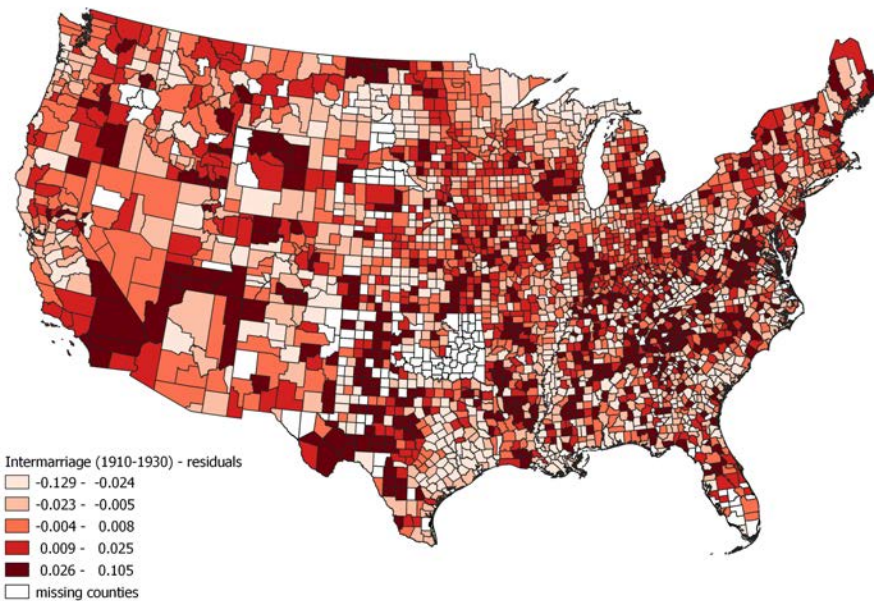 Intermarriage (1910-1930) - residuals
-0.129 - -0.024
-0.023 - -0.005
-0.004 - 0.008
0.009 - 0.025
0.026 - 0.105
missing counties